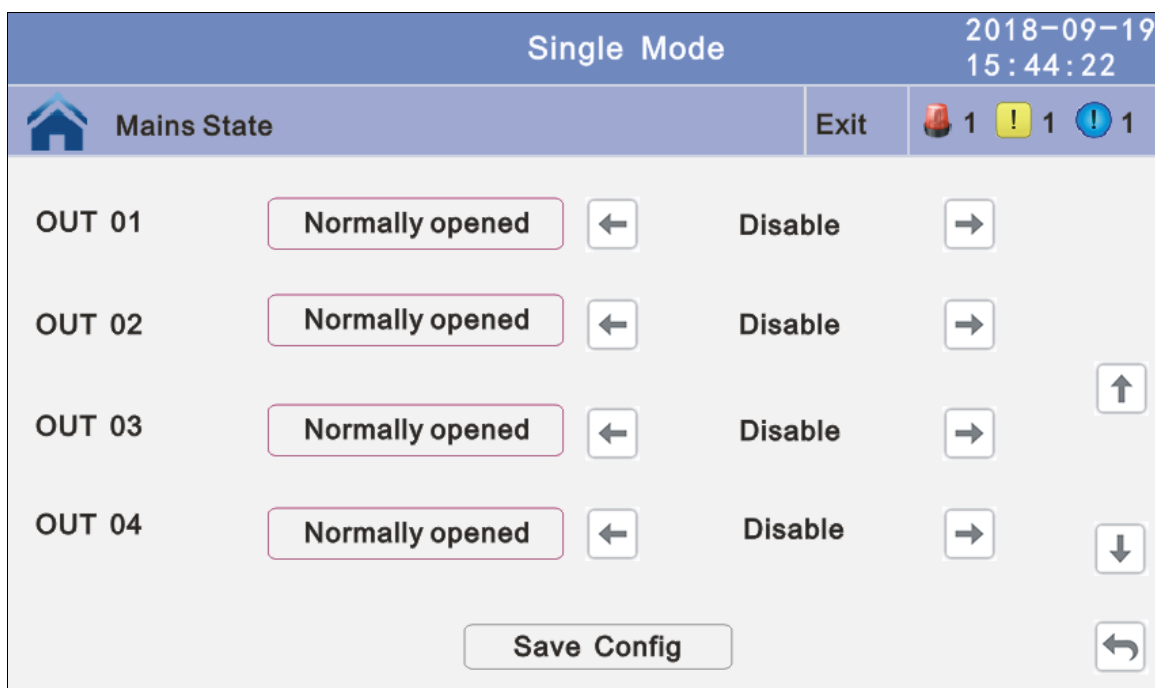 Single Mode
2018-09-19
15:44:22
Mains State Exit 1 ! 1 ! 1
OUT 01 Normally opened Disable
OUT 02 Normally opened Disable
OUT 03 Normally opened Disable
OUT 04 Normally opened Disable
Save Config